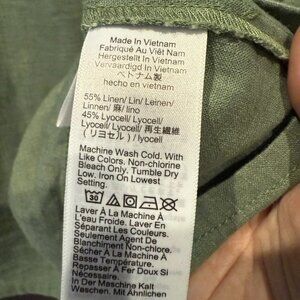 Made In Vietnam
Fabriqué Au Viêt Nam
Hergestellt In Vietnam
Vervaardigd In Vietnam
ベトナム製
hecho en vietnam
55% Linen/ Lin/ Leinen/
Linnen/ 麻/ lino
45% Lyocell/ Lyocell/
Lyocell/ Lyocell/ 再生繊維
(リヨセル) / Lyocell
Machine Wash Cold. With
Like Colors. Non-chlorine
Bleach Only. Tumble Dry
Low. Iron On Lowest
Setting.
30
Laver À La Machine À
L'eau Froide. Laver En
Séparant Les Couleurs.
Seulement Agent De
Blanchiment Non-chlore.
Sécher À La Machine À
Basse Température.
Repasser À Fer Doux Si
Nécessaire.
In Der Maschine Kalt
Waschen. Mit Ähnlichen